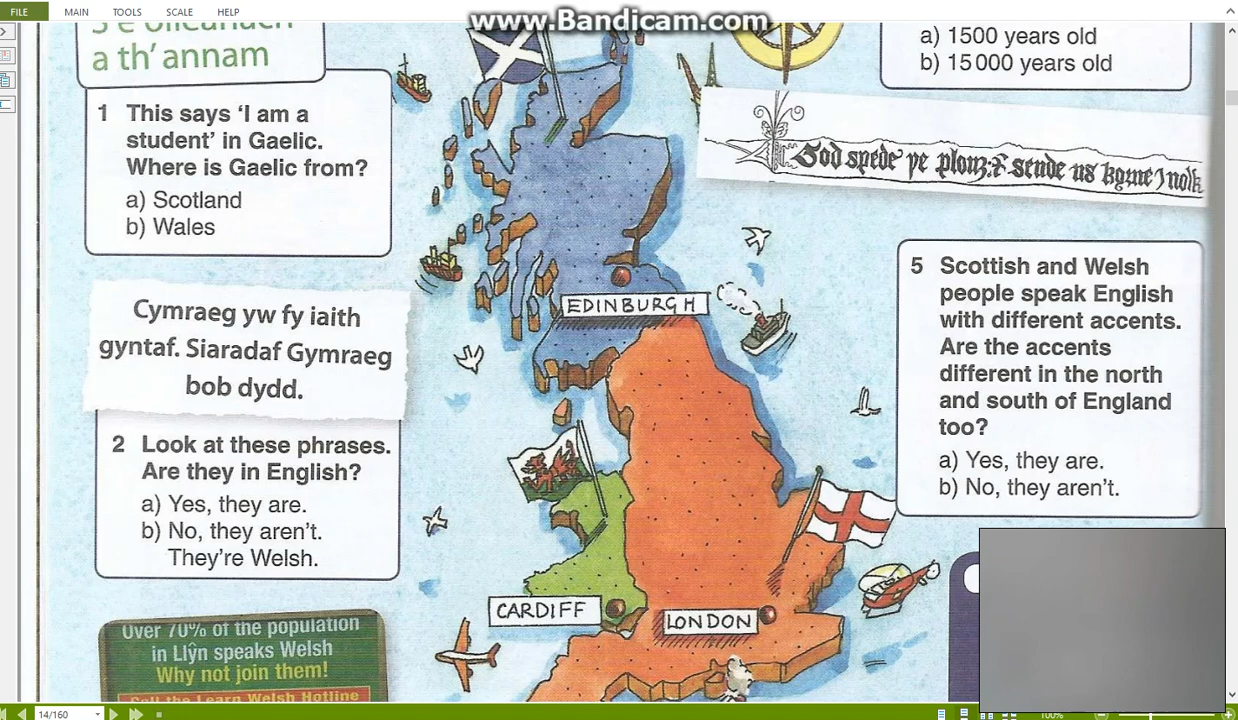 FILE MAIN TOOLS SCALE HELP
www.Bandicam.com
a th' annam
1 This says 'I am a
student' in Gaelic.
Where is Gaelic from?
a) Scotland
b) Wales
Cymraeg yw fy iaith
gyntaf. Siaradaf Gymraeg
bob dydd.
2 Look at these phrases.
Are they in English?
a) Yes, they are.
b) No, they aren't.
They're Welsh.
Over 70% of the population
in Llŷn speaks Welsh
Why not join them!
the Learn Welsh Hotline
EDINBURGH
CARDIFF
LONDON
a) 1500 years old
b) 15 000 years old
God spede ye
5 Scottish and Welsh
people speak English
with different accents.
Are the accents
different in the north
and south of England
too?
a) Yes, they are.
b) No, they aren't.
14/160
100%